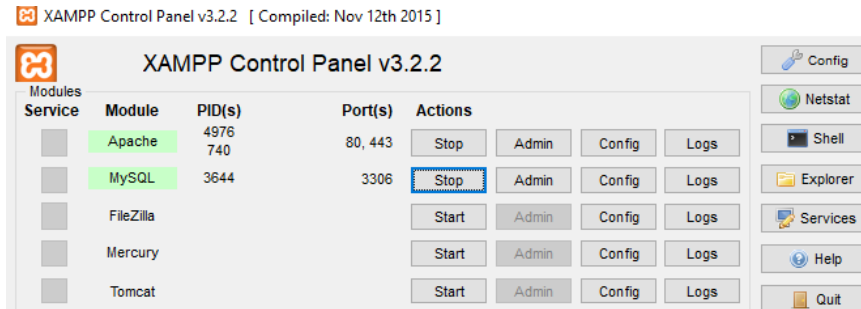 XAMPP Control Panel v3.2.2 [ Compiled: Nov 12th 2015 ]
XAMPP Control Panel v3.2.2
Config
Modules
Service Module PID(s) Port(s) Actions
Netstat
Apache 4976 740 80, 443 Stop Admin Config Logs
Shell
MySQL 3644 3306 Stop Admin Config Logs
Explorer
FileZilla Start Admin Config Logs
Services
Mercury Start Admin Config Logs
Help
Tomcat Start Admin Config Logs
Quit